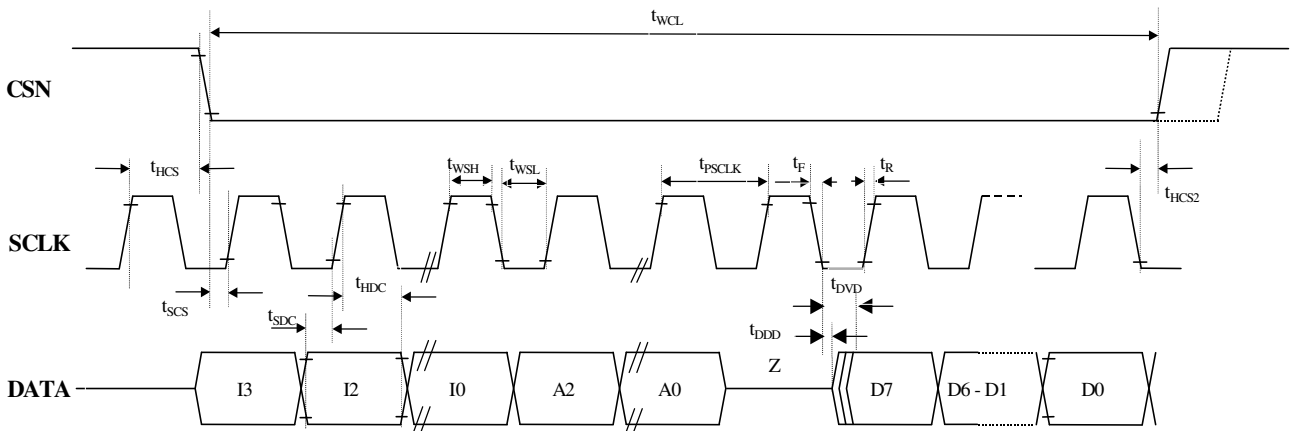 tWCL
CSN
tHCS
tWSH
tWSL
tPSCLK
tF
tR
tHCS2
SCLK
tSCS
tHDC
tSDC
tDVD
tDDD
Z
DATA
I3
I2
I0
A2
A0
D7
D6 - D1
D0